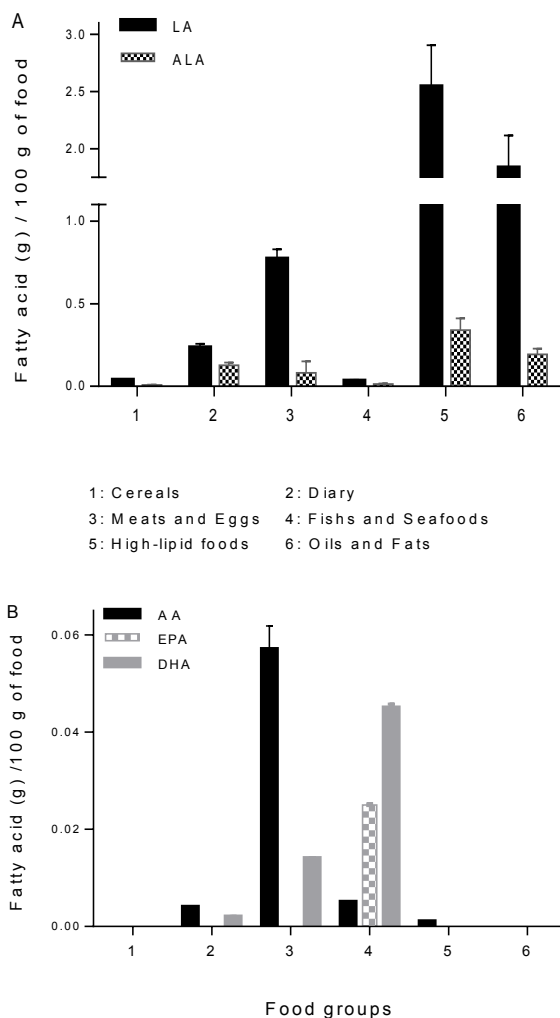 A
LA
ALA
Fatty acid (g) / 100 g of food
3.0
2.5
2.0
1.0
0.5
0.0
1 2 3 4 5 6
1: Cereals 2: Diary
3: Meats and Eggs 4: Fishs and Seafoods
5: High-lipid foods 6: Oils and Fats
B
AA
EPA
DHA
Fatty acid (g) /100 g of food
0.06
0.04
0.02
0.00
1 2 3 4 5 6
Food groups